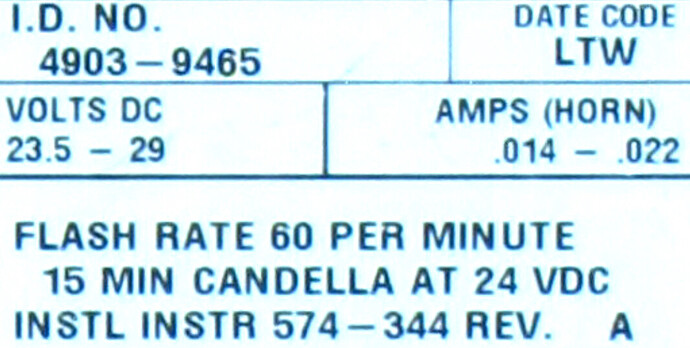 I.D. NO.
4903-9465
DATE CODE
LTW
VOLTS DC
23.5 - 29
AMPS (HORN)
.014 - .022
FLASH RATE 60 PER MINUTE
15 MIN CANDELLA AT 24 VDC
INSTL INSTR 574-344 REV. A